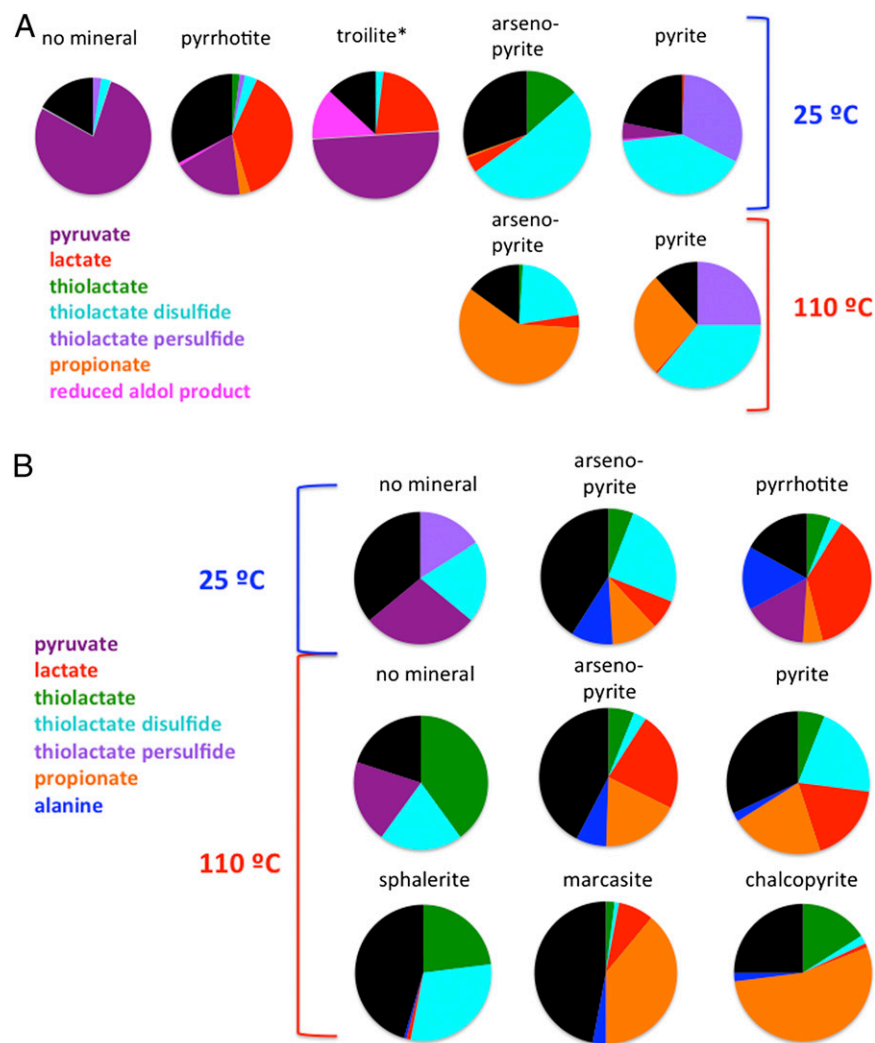 A
no mineral
pyrrhotite
troilite*
arseno-
pyrite
pyrite
25 ºC
arseno-
pyrite
pyrite
110 ºC
pyruvate
lactate
thiolactate
thiolactate disulfide
thiolactate persulfide
propionate
reduced aldol product
B
no mineral
arseno-
pyrite
pyrrhotite
25 ºC
pyruvate
lactate
thiolactate
thiolactate disulfide
thiolactate persulfide
propionate
alanine
no mineral
arseno-
pyrite
pyrite
110 ºC
sphalerite
marcasite
chalcopyrite